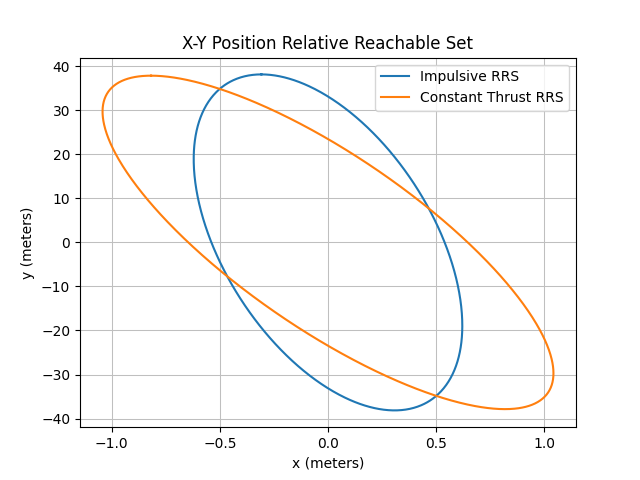 X-Y Position Relative Reachable Set
Impulsive RRS
Constant Thrust RRS
40
30
20
10
0
−10
−20
−30
−40
y (meters)
−1.0
−0.5
0.0
0.5
1.0
x (meters)